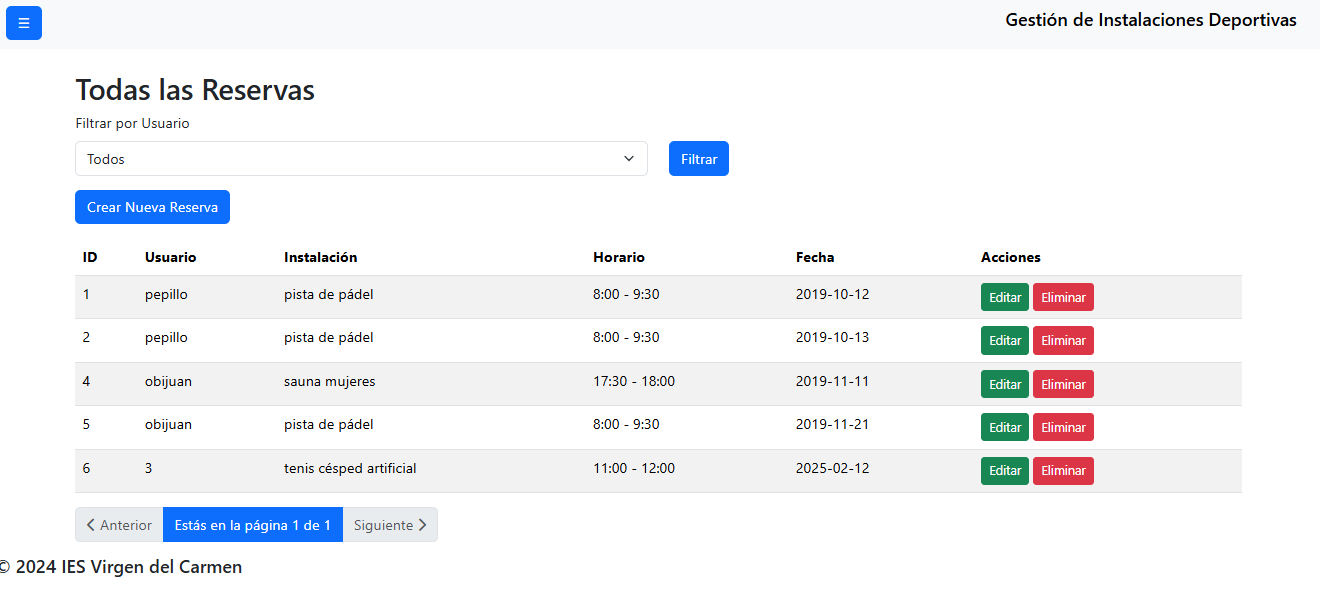 ☰ Gestión de Instalaciones Deportivas
Todas las Reservas
Filtrar por Usuario
Todos Filtrar
Crear Nueva Reserva
ID Usuario Instalación Horario Fecha Acciones
1 pepillo pista de pádel 8:00 - 9:30 2019-10-12 Editar Eliminar
2 pepillo pista de pádel 8:00 - 9:30 2019-10-13 Editar Eliminar
4 obijuan sauna mujeres 17:30 - 18:00 2019-11-11 Editar Eliminar
5 obijuan pista de pádel 8:00 - 9:30 2019-11-21 Editar Eliminar
6 3 tenis césped artificial 11:00 - 12:00 2025-02-12 Editar Eliminar
Anterior Estás en la página 1 de 1 Siguiente
© 2024 IES Virgen del Carmen